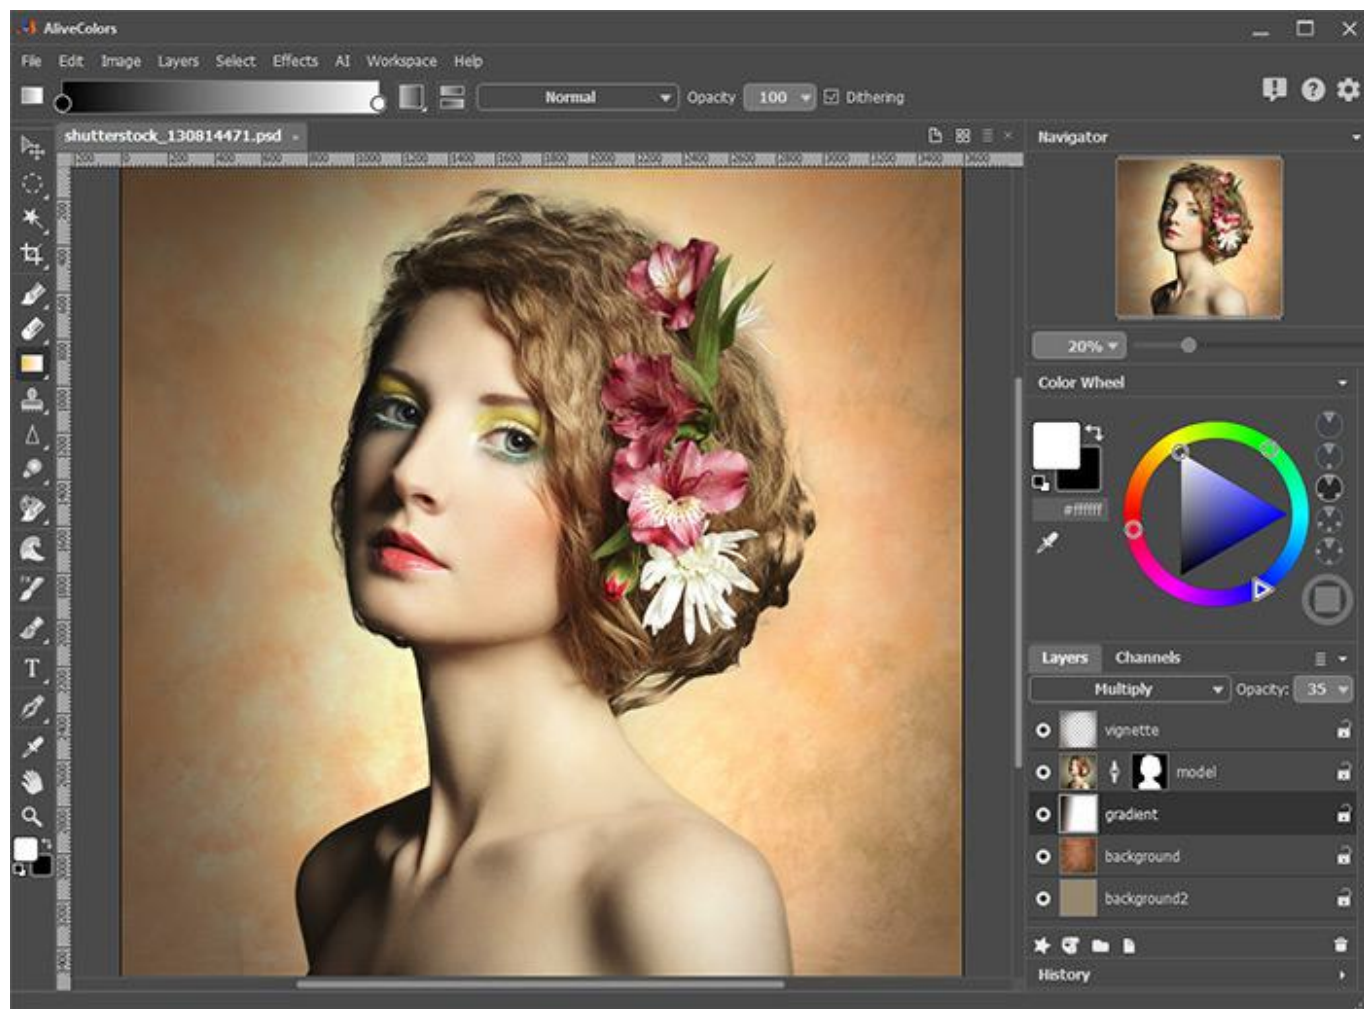 AliveColors
File Edit Image Layers Select Effects AI Workspace Help
Normal Opacity 100 Dithering
shutterstock_130814471.psd
Navigator
20%
Color Wheel
#ffffff
Layers Channels
Multiply Opacity: 35
vignette
model
gradient
background
background2
History
T